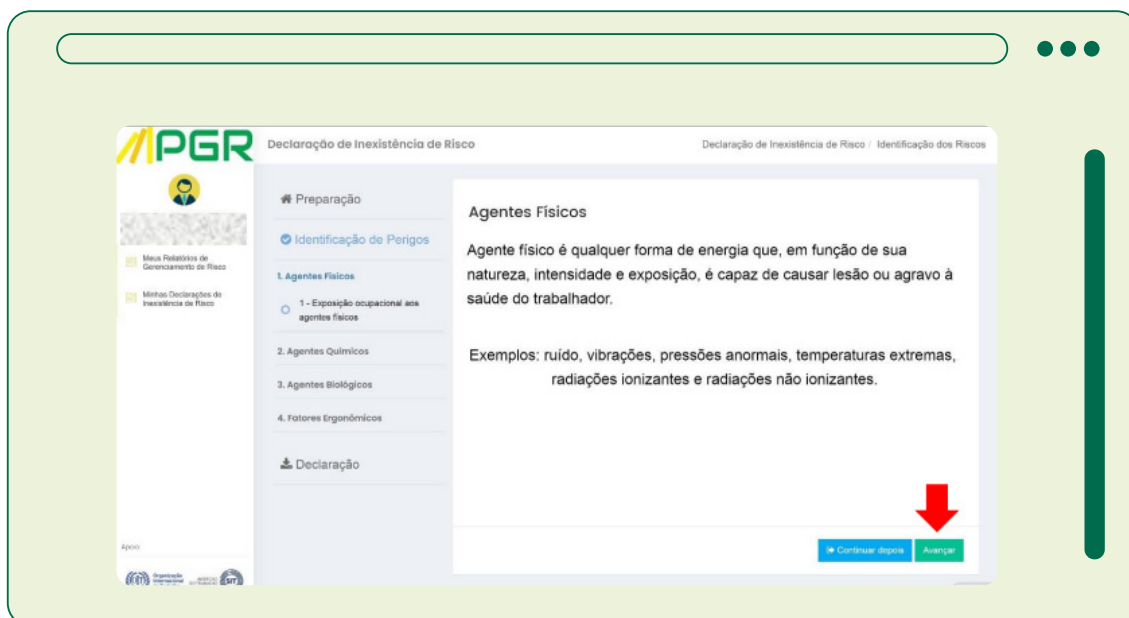 PGR
Declaração de Inexistência de Risco
Declaração de Inexistência de Risco / Identificação dos Riscos
Meus Relatórios de
Gerenciamento de Risco
Minhas Declarações de
Inexistência de Risco
Apoio
Organização
Internacional
SIT
Preparação
Identificação de Perigos
1. Agentes Físicos
1 - Exposição ocupacional aos
agentes físicos
2. Agentes Químicos
3. Agentes Biológicos
4. Fatores Ergonômicos
Declaração
Agentes Físicos
Agente físico é qualquer forma de energia que, em função de sua
natureza, intensidade e exposição, é capaz de causar lesão ou agravo à
saúde do trabalhador.
Exemplos: ruído, vibrações, pressões anormais, temperaturas extremas,
radiações ionizantes e radiações não ionizantes.
Continuar depois
Avançar